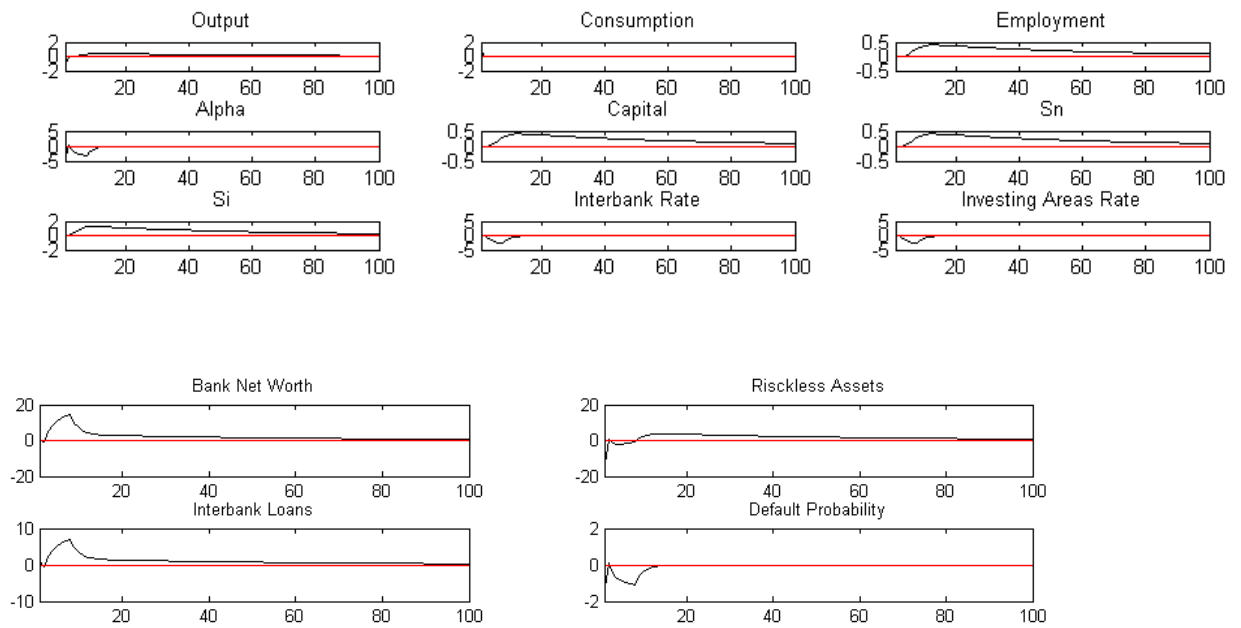 Output Consumption Employment
2 2 0.5
0 0 0
-2 -2 -0.5
20 40 60 80 100 20 40 60 80 100 20 40 60 80 100
Alpha Capital Sn
5 0.5 0.5
0 0 0
-5 -0.5 -0.5
20 40 60 80 100 20 40 60 80 100 20 40 60 80 100
Si Interbank Rate Investing Areas Rate
2 5 5
0 0 0
-2 -5 -5
20 40 60 80 100 20 40 60 80 100 20 40 60 80 100
Bank Net Worth Risckless Assets
20 20
0 0
-20 -20
20 40 60 80 100 20 40 60 80 100
Interbank Loans Default Probability
10 2
0 0
-10 -2
20 40 60 80 100 20 40 60 80 100